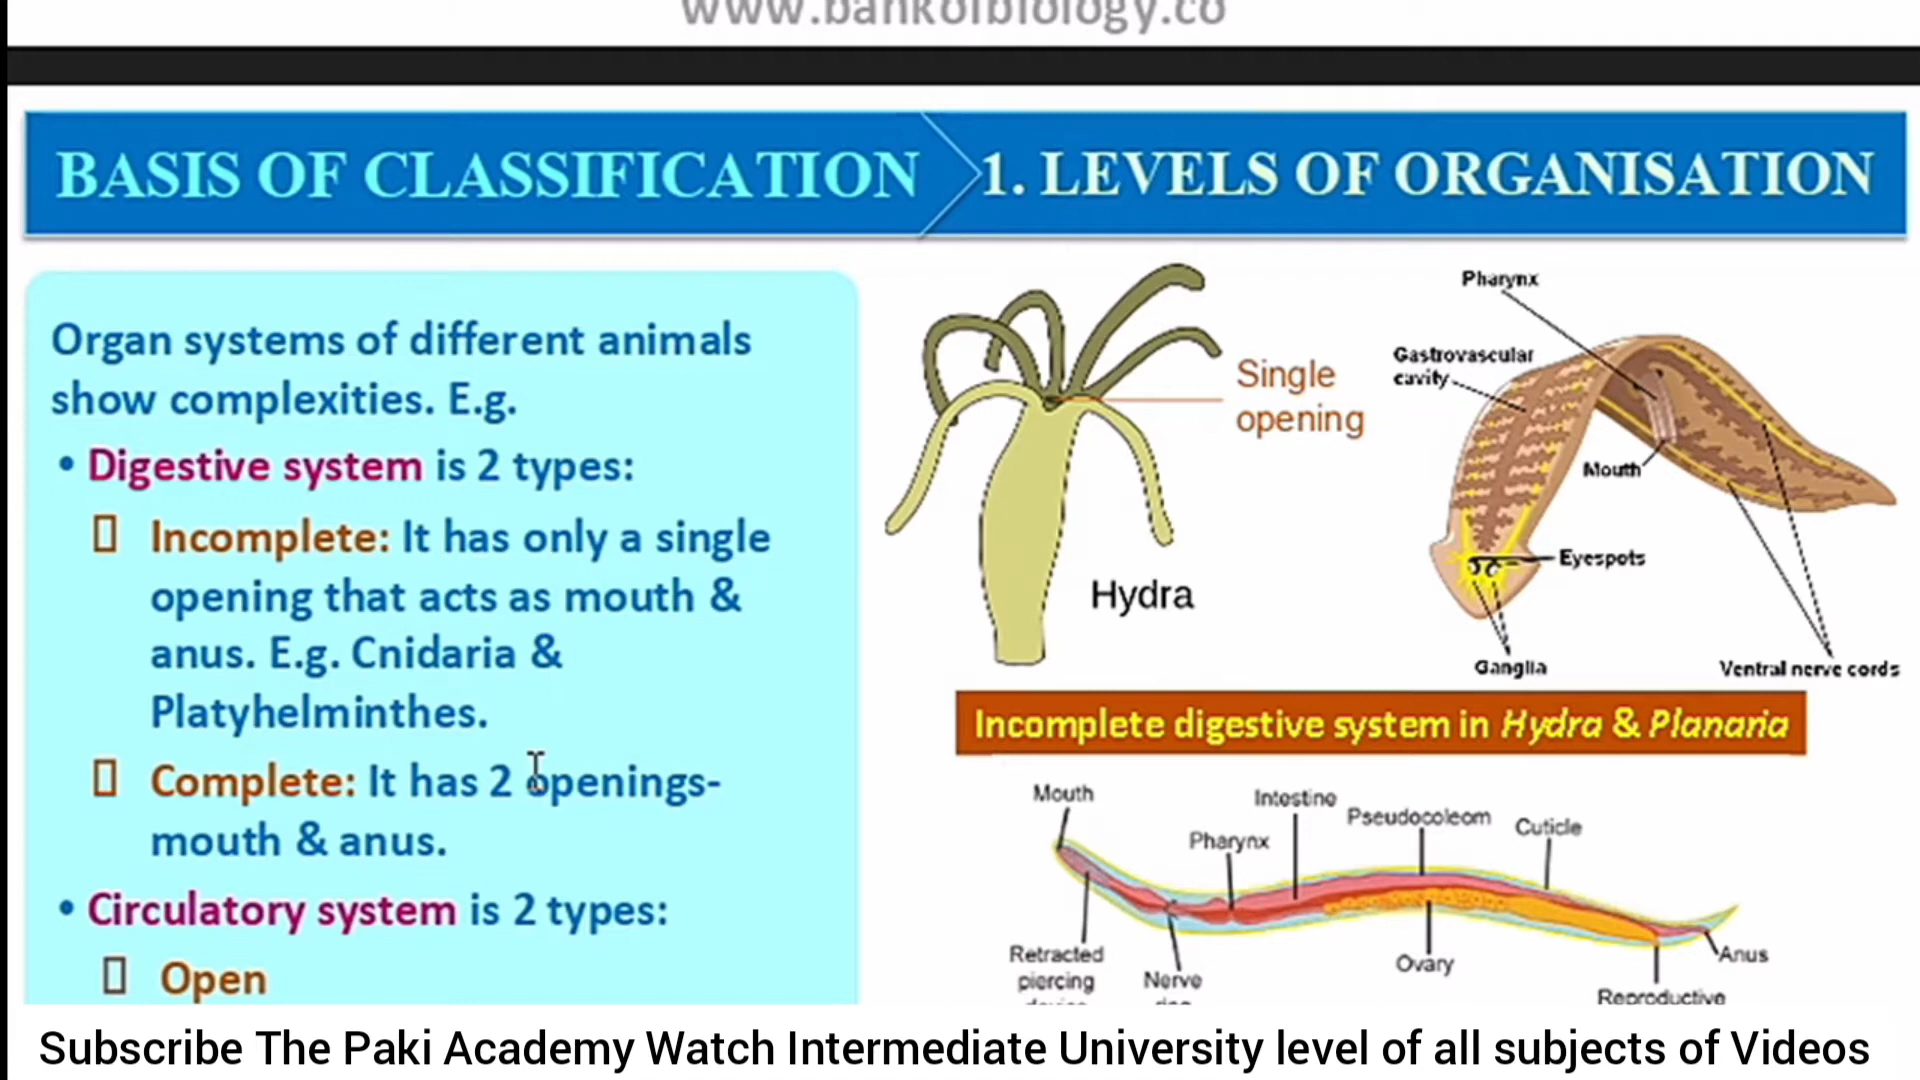 www.bankofbiology.co
BASIS OF CLASSIFICATION
1. LEVELS OF ORGANISATION
Organ systems of different animals
show complexities. E.g.
• Digestive system is 2 types:
Incomplete: It has only a single
opening that acts as mouth &
anus. E.g. Cnidaria &
Platyhelminthes.
Complete: It has 2 openings-
mouth & anus.
• Circulatory system is 2 types:
Open
Single
opening
Hydra
Pharynx
Gastrovascular
cavity
Mouth
Eyespots
Ganglia
Ventral nerve cords
Incomplete digestive system in Hydra & Planaria
Mouth
Pharynx
Intestine
Pseudocoleom
Cuticle
Retracted
piercing
Nerve
Ovary
Anus
Reproductive
Subscribe The Paki Academy Watch Intermediate University level of all subjects of Videos